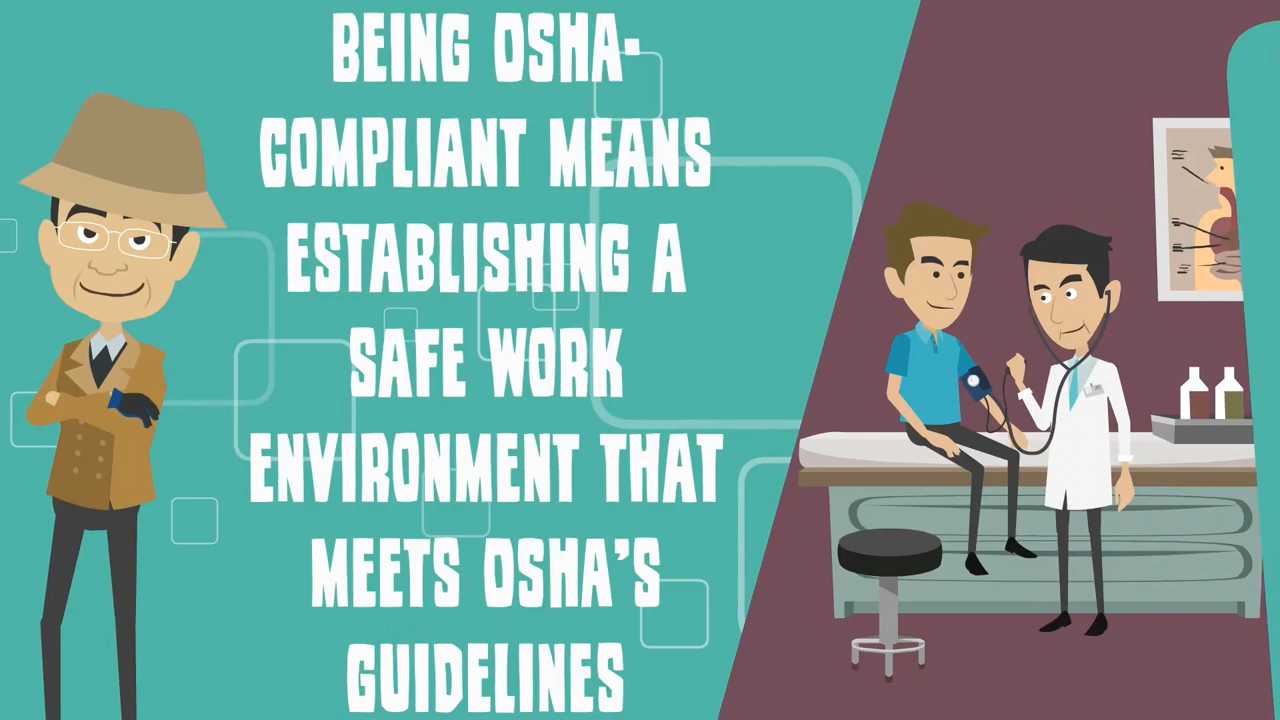 BEING OSHA-
COMPLIANT MEANS
ESTABLISHING A
SAFE WORK
ENVIRONMENT THAT
MEETS OSHA'S
GUIDELINES